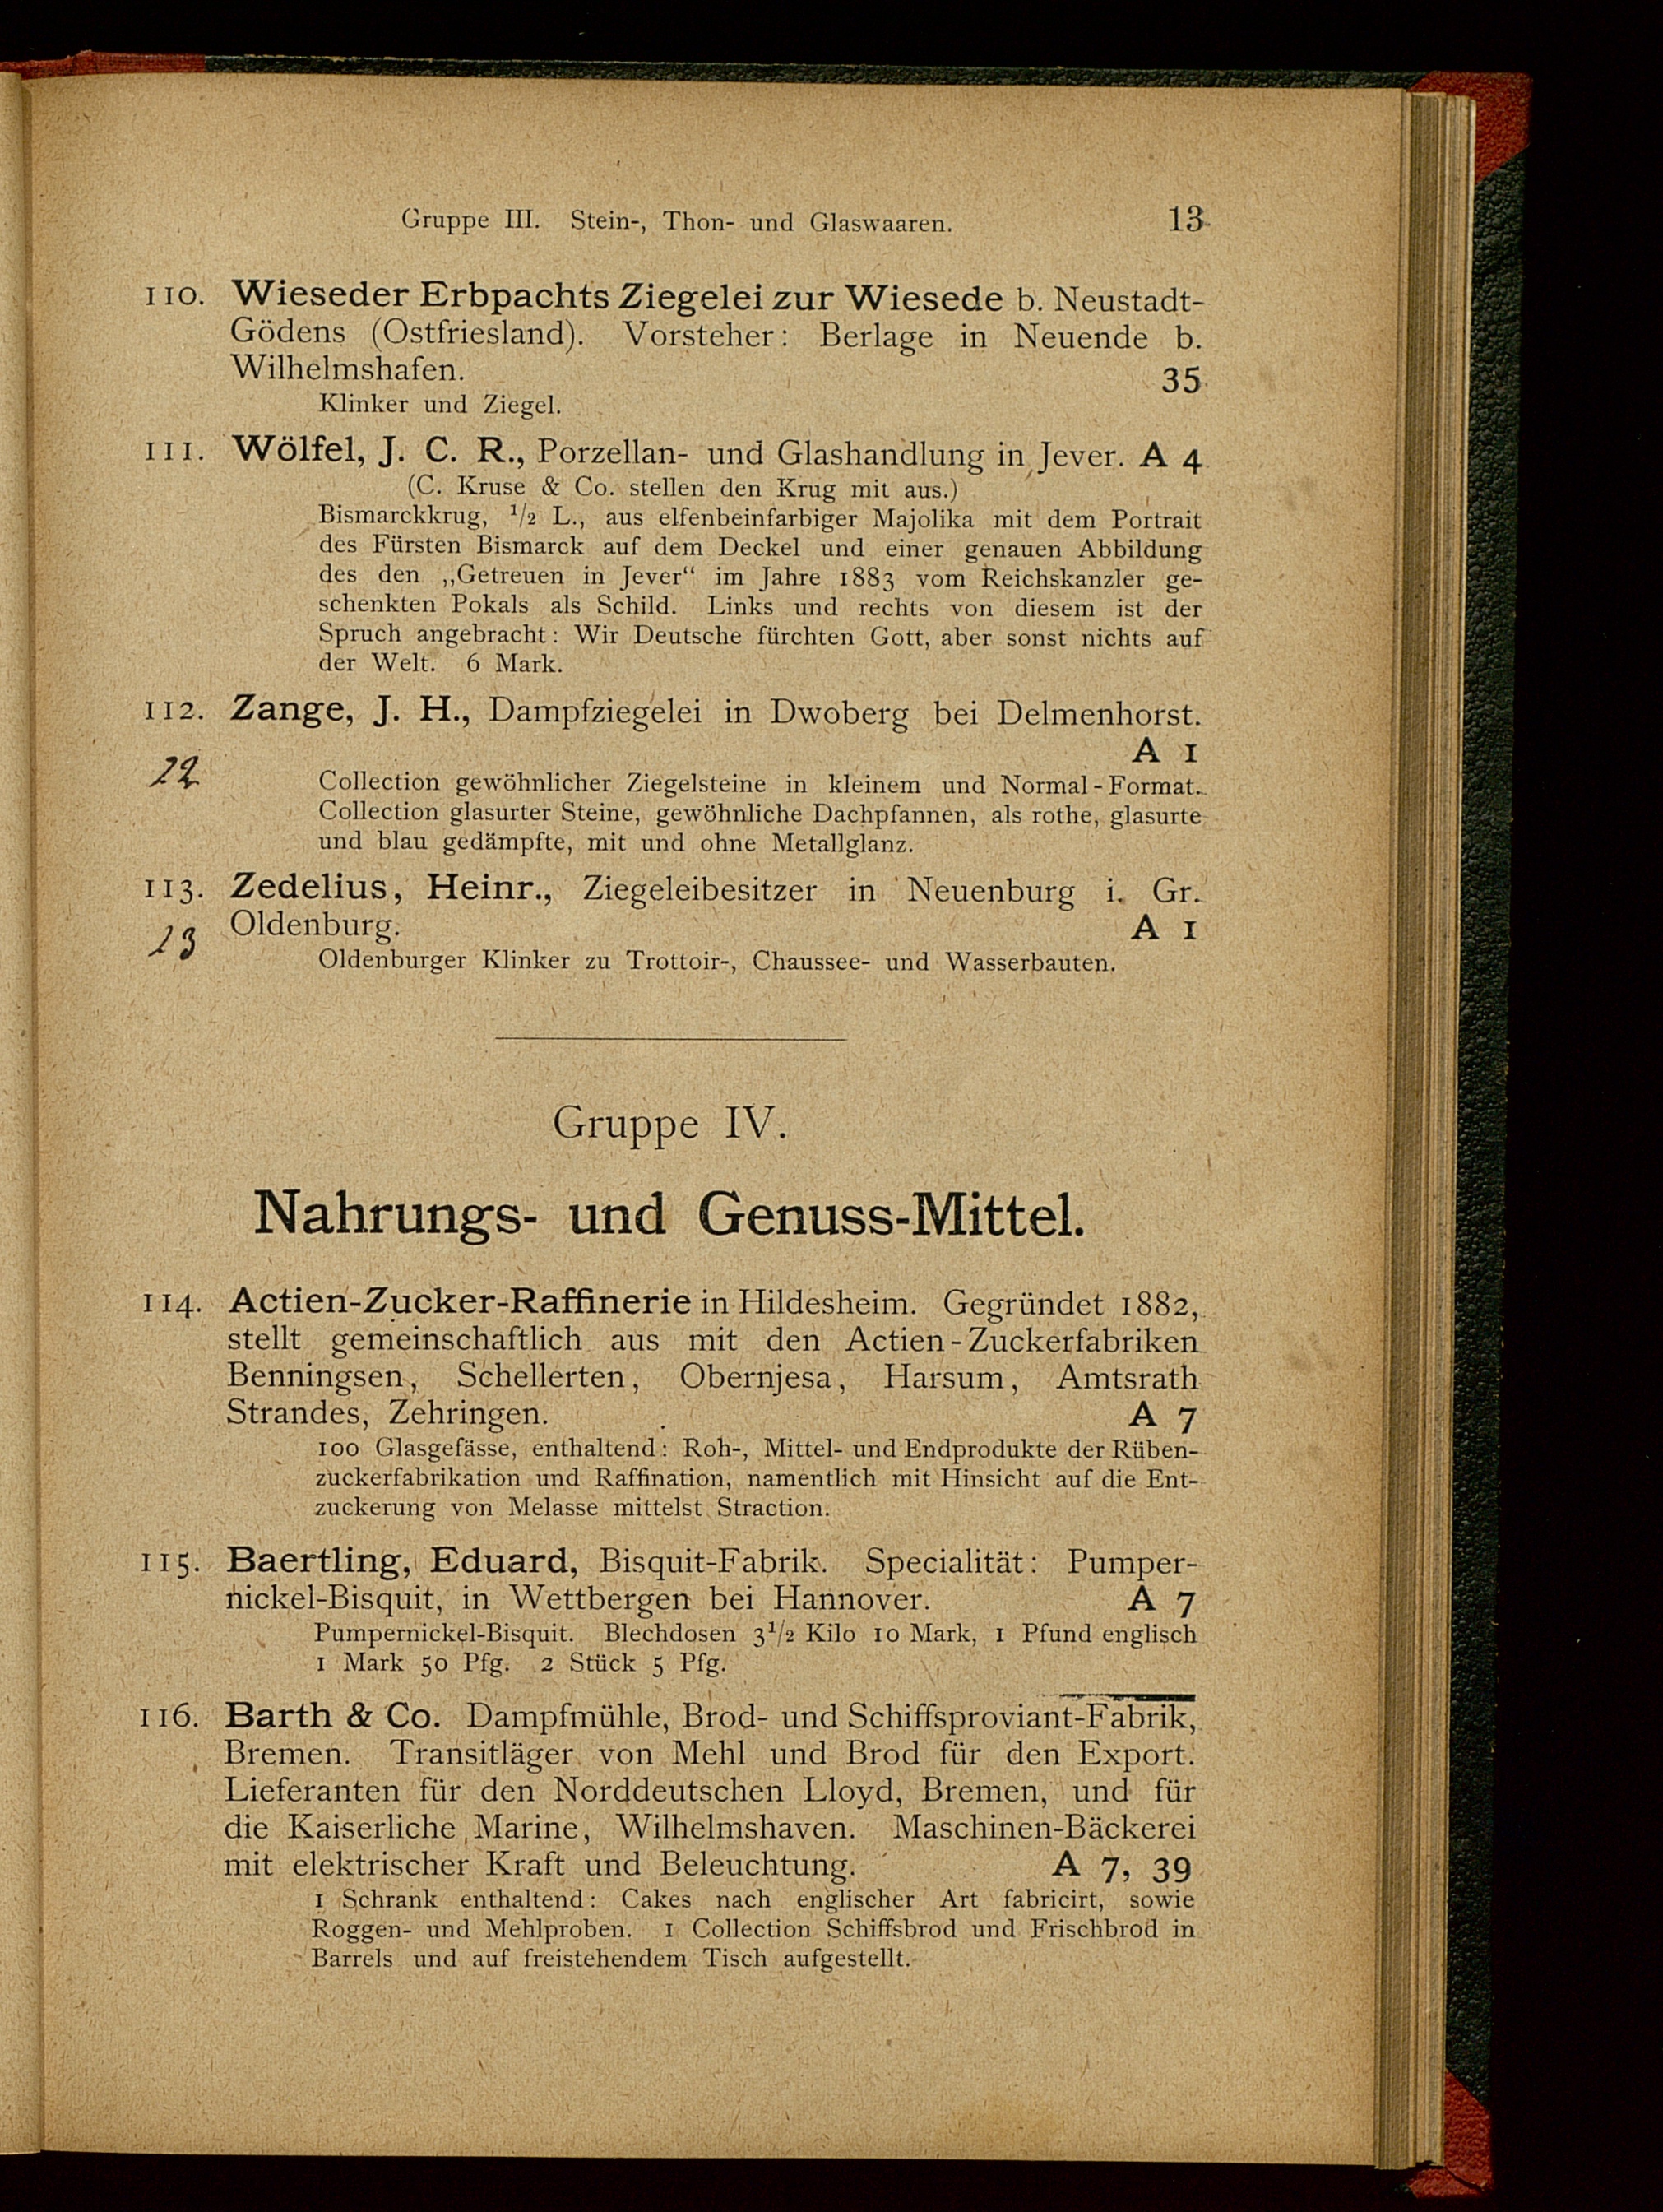 Gruppe III. Stein-, Thon- und Glaswaaren. 13
110. Wieseder Erbpachts Ziegelei zur Wiesede b. Neustadt-
Gödens (Ostfriesland). Vorsteher: Berlage in Neuende b.
Wilhelmshafen. 35
Klinker und Ziegel.
111. Wölfel, J. C. R., Porzellan- und Glashandlung in Jever. A 4
(C. Kruse & Co. stellen den Krug mit aus.)
Bismarckkrug, ¹/₂ L., aus elfenbeinfarbiger Majolika mit dem Portrait
des Fürsten Bismarck auf dem Deckel und einer genauen Abbildung
des den „Getreuen in Jever“ im Jahre 1883 vom Reichskanzler ge-
schenkten Pokals als Schild. Links und rechts von diesem ist der
Spruch angebracht: Wir Deutsche fürchten Gott, aber sonst nichts auf
der Welt. 6 Mark.
112. Zange, J. H., Dampfziegelei in Dwoberg bei Delmenhorst.
A 1
12
Collection gewöhnlicher Ziegelsteine in kleinem und Normal-Format.
Collection glasurter Steine, gewöhnliche Dachpfannen, als rothe, glasurte
und blau gedämpfte, mit und ohne Metallglanz.
113. Zedelius, Heinr., Ziegeleibesitzer in Neuenburg i. Gr.
Oldenburg. A 1
13
Oldenburger Klinker zu Trottoir-, Chaussee- und Wasserbauten.
Gruppe IV.
Nahrungs- und Genuss-Mittel.
114. Actien-Zucker-Raffinerie in Hildesheim. Gegründet 1882,
stellt gemeinschaftlich aus mit den Actien-Zuckerfabriken
Benningsen, Schellerten, Obernjesa, Harsum, Amtsrath
Strandes, Zehringen. A 7
100 Glasgefässe, enthaltend: Roh-, Mittel- und Endprodukte der Rüben-
zuckerfabrikation und Raffination, namentlich mit Hinsicht auf die Ent-
zuckerung von Melasse mittelst Straction.
115. Baertling, Eduard, Bisquit-Fabrik. Specialität: Pumper-
nickel-Bisquit, in Wettbergen bei Hannover. A 7
Pumpernickel-Bisquit. Blechdosen 3¹/₂ Kilo 10 Mark, 1 Pfund englisch
1 Mark 50 Pfg. 2 Stück 5 Pfg.
116. Barth & Co. Dampfmühle, Brod- und Schiffsproviant-Fabrik,
Bremen. Transitläger von Mehl und Brod für den Export.
Lieferanten für den Norddeutschen Lloyd, Bremen, und für
die Kaiserliche Marine, Wilhelmshaven. Maschinen-Bäckerei
mit elektrischer Kraft und Beleuchtung. A 7, 39
1 Schrank enthaltend: Cakes nach englischer Art fabricirt, sowie
Roggen- und Mehlproben. 1 Collection Schiffsbrod und Frischbrod in
Barrels und auf freistehendem Tisch aufgestellt.